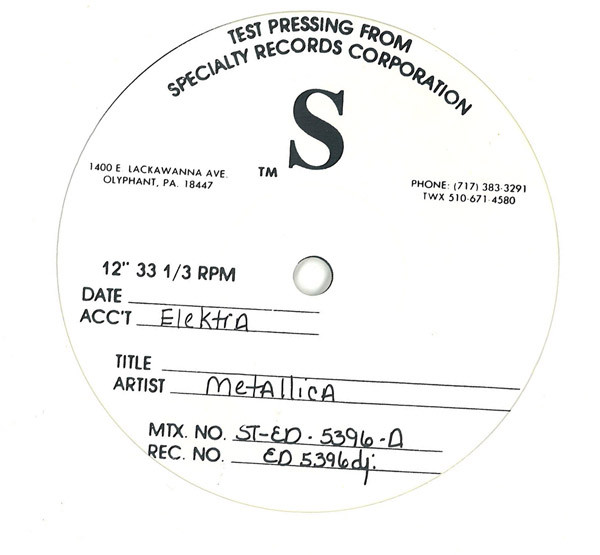 TEST PRESSING FROM
SPECIALTY RECORDS CORPORATION
TM S
1400 E LACKAWANNA AVE.
OLYPHANT, PA. 18447
PHONE: (717) 383-3291
TWX 510-671-4580
12" 33 1/3 RPM
DATE
ACC'T Elektra
TITLE
ARTIST Metallica
MTX. NO. ST-ED-5396-A
REC. NO. ED 5396dj.